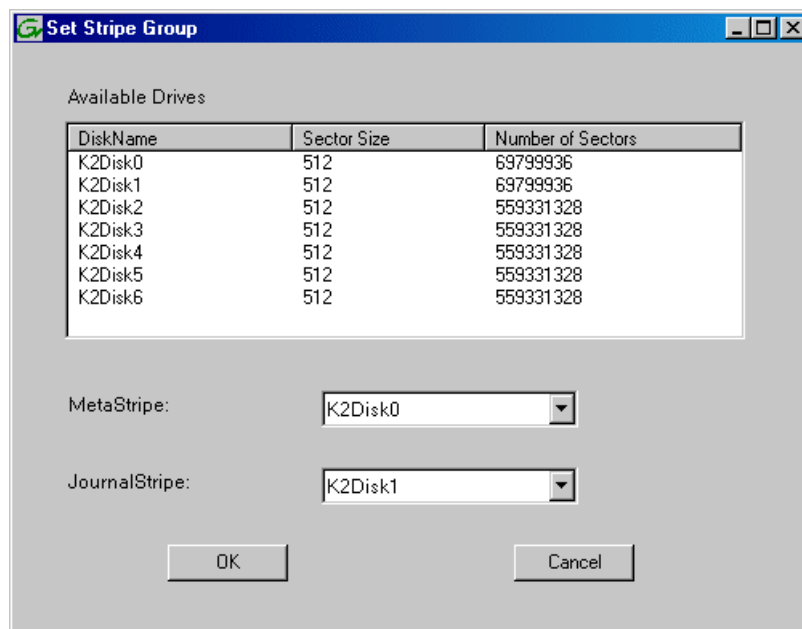 Set Stripe Group
Available Drives
DiskName Sector Size Number of Sectors
K2Disk0 512 69799936
K2Disk1 512 69799936
K2Disk2 512 559331328
K2Disk3 512 559331328
K2Disk4 512 559331328
K2Disk5 512 559331328
K2Disk6 512 559331328
MetaStripe: K2Disk0
JournalStripe: K2Disk1
OK Cancel